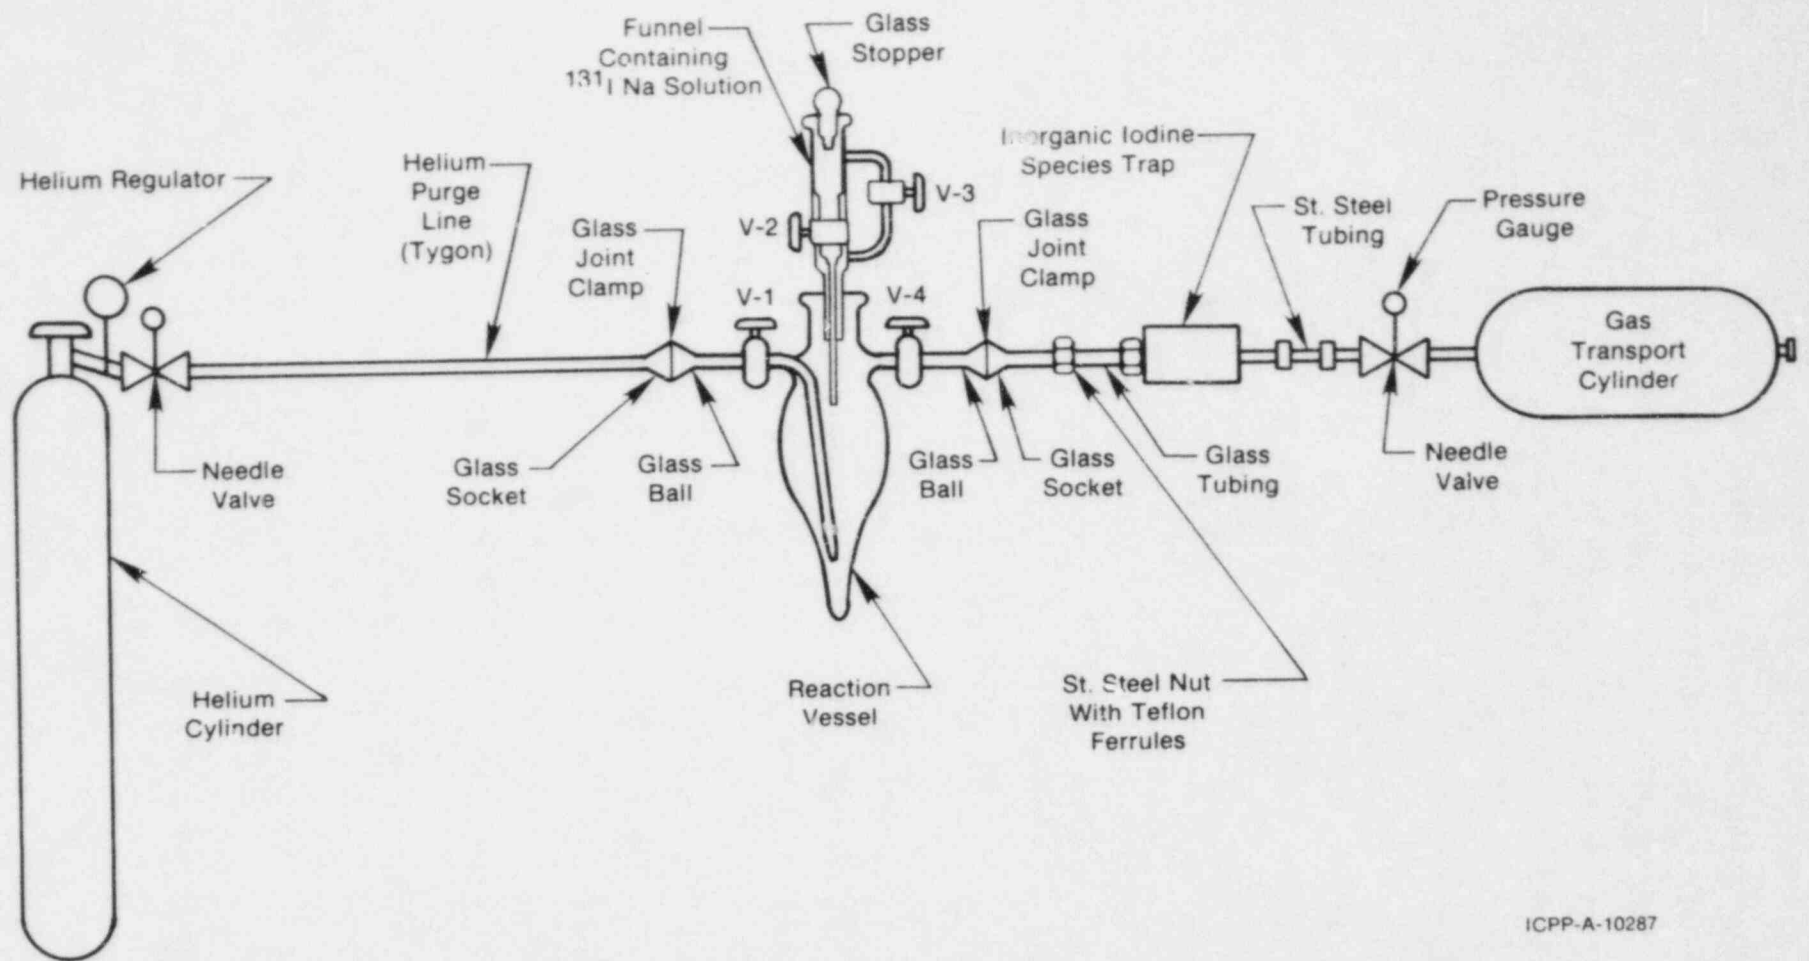 Funnel
Containing
131I Na Solution
Glass
Stopper
Helium Regulator
Helium
Purge
Line
(Tygon)
Glass
Joint
Clamp
V-2
V-3
V-1
V-4
Glass
Joint
Clamp
Inorganic Iodine
Species Trap
St. Steel
Tubing
Pressure
Gauge
Gas
Transport
Cylinder
Needle
Valve
Glass
Socket
Glass
Ball
Glass
Ball
Glass
Socket
Glass
Tubing
Needle
Valve
Helium
Cylinder
Reaction
Vessel
St. Steel Nut
With Teflon
Ferrules
ICPP-A-10287